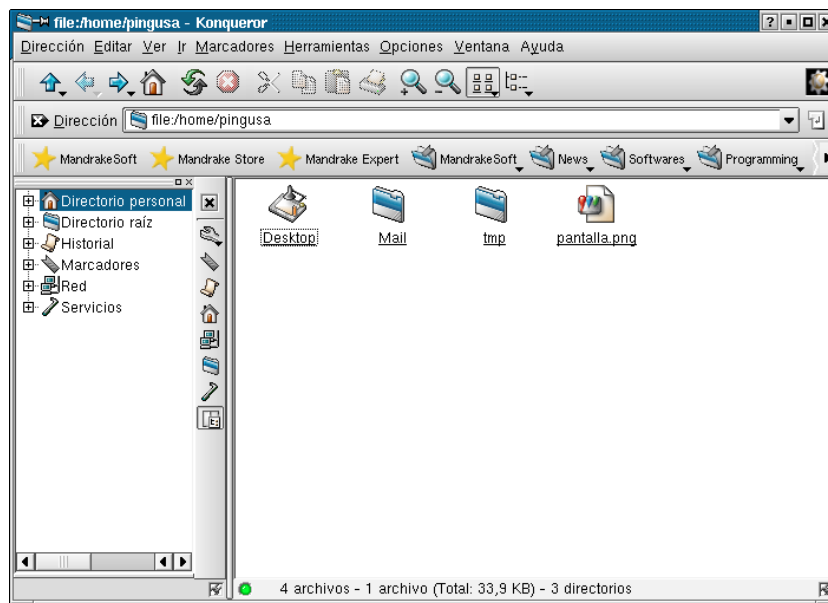 file:/home/pingusa - Konqueror
Dirección Editar Ver Ir Marcadores Herramientas Opciones Ventana Ayuda
Dirección file:/home/pingusa
MandrakeSoft Mandrake Store Mandrake Expert MandrakeSoft News Softwares Programming
Directorio personal
Directorio raíz
Historial
Marcadores
Red
Servicios
Desktop Mail tmp pantalla.png
4 archivos - 1 archivo (Total: 33,9 KB) - 3 directorios